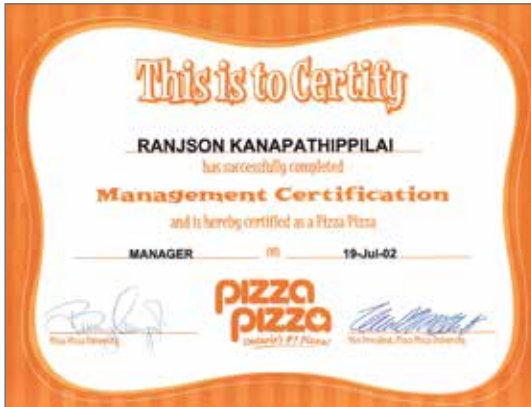 This is to Certify
RANJSON KANAPATHIPPILAI
has successfully completed
Management Certification
and is hereby certified as a Pizza Pizza
MANAGER on 19-Jul-02
pizza
pizza
Ontario's #1 Pizza!
Pizza Pizza University
Vice President, Pizza Pizza University